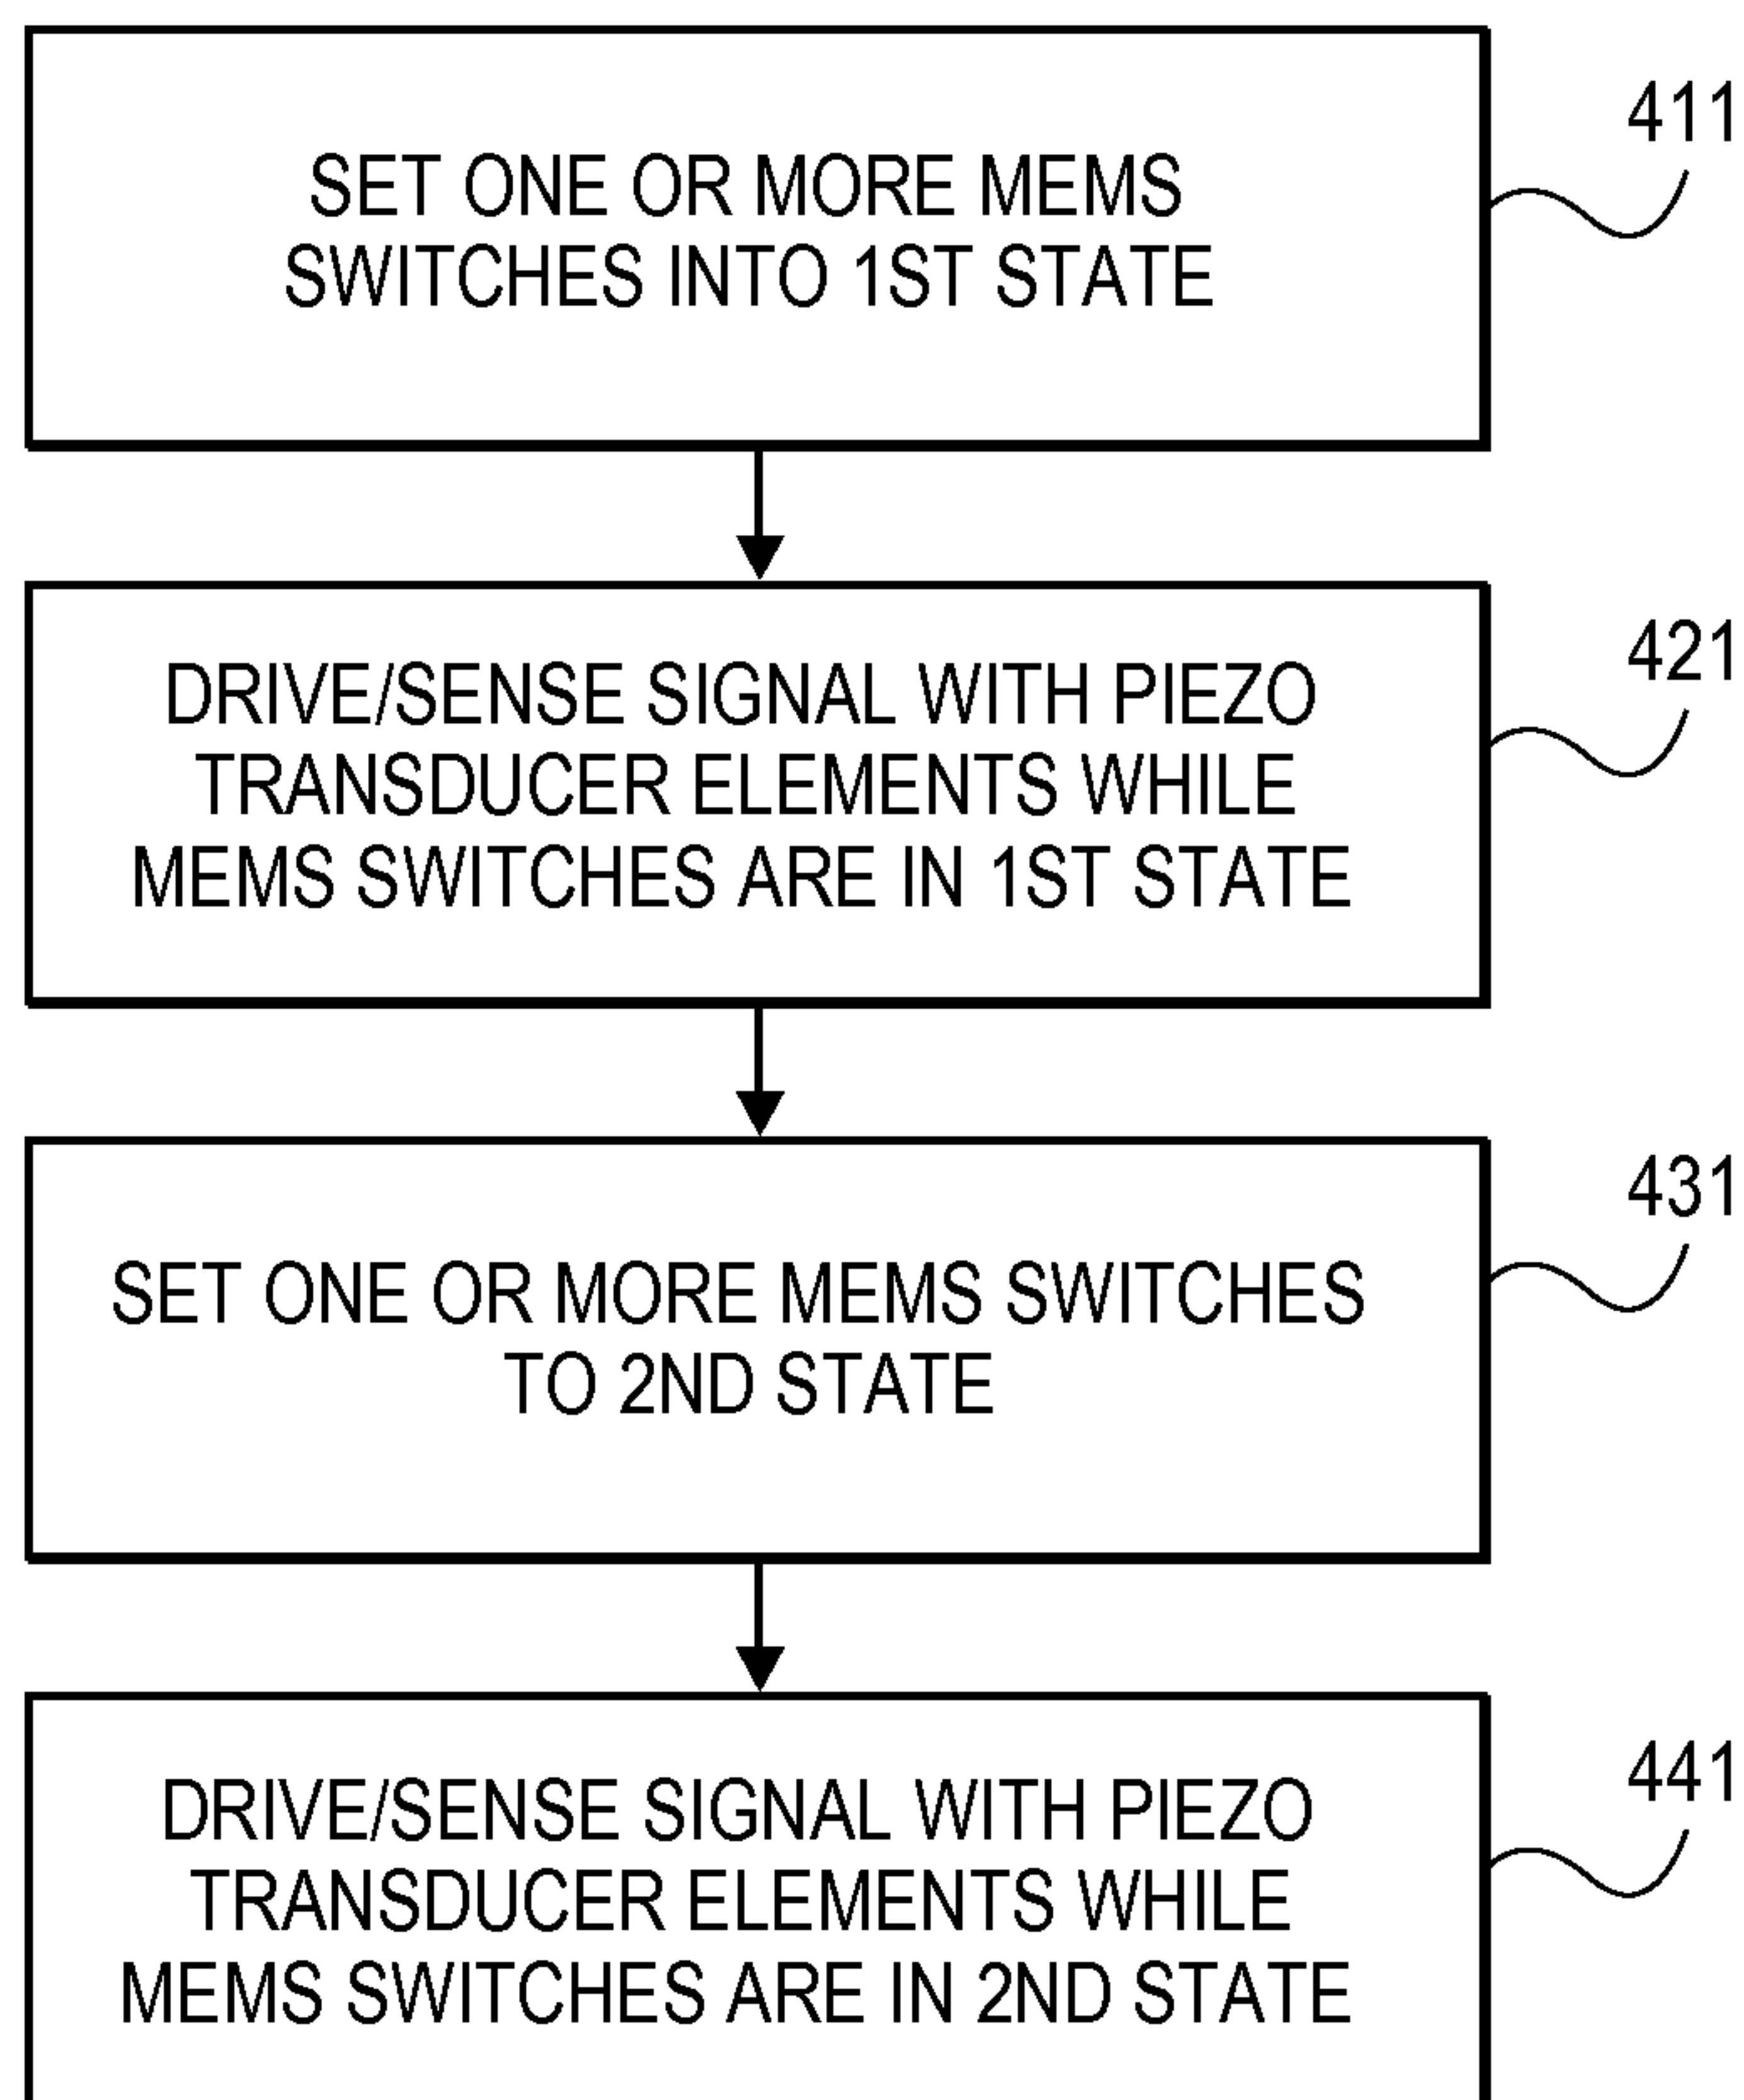 SET ONE OR MORE MEMS
SWITCHES INTO 1ST STATE
411
DRIVE/SENSE SIGNAL WITH PIEZO
TRANSDUCER ELEMENTS WHILE
MEMS SWITCHES ARE IN 1ST STATE
421
SET ONE OR MORE MEMS SWITCHES
TO 2ND STATE
431
DRIVE/SENSE SIGNAL WITH PIEZO
TRANSDUCER ELEMENTS WHILE
MEMS SWITCHES ARE IN 2ND STATE
441